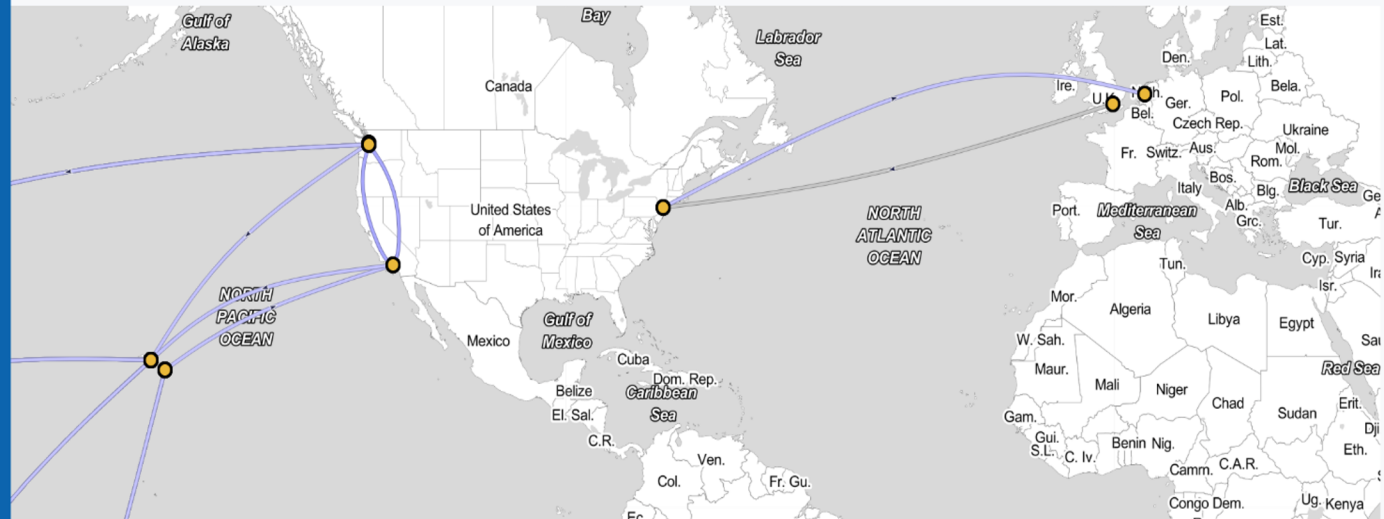 Gulf of
Alaska
Bay
Labrador
Sea
Canada
United States
of America
NORTH
PACIFIC
OCEAN
Mexico
Gulf of
Mexico
Cuba
Dom. Rep.
Belize
Caribbean
Sea
El. Sal.
C.R.
Ven.
Col.
Fr. Gu.
Ec.
NORTH
ATLANTIC
OCEAN
Est.
Lat.
Lith.
Den.
Ire.
Bela.
Pol.
Ger.
Bel.
Czech Rep.
Ukraine
Mol.
Fr.
Switz.
Aus.
Rom.
Bos.
Italy
Blg.
Black Sea
Alb.
Port.
Mediterranean
Sea
Grc.
Tur.
Cyp.
Syria
Tun.
Isr.
Mor.
Algeria
Libya
Egypt
W. Sah.
Maur.
Mali
Niger
Red Sea
Chad
Sudan
Erit.
Gam.
Gui.
S.L.
C. Iv.
Benin
Nig.
Eth.
Camm.
C.A.R.
Congo
Dem.
Ug.
Kenya